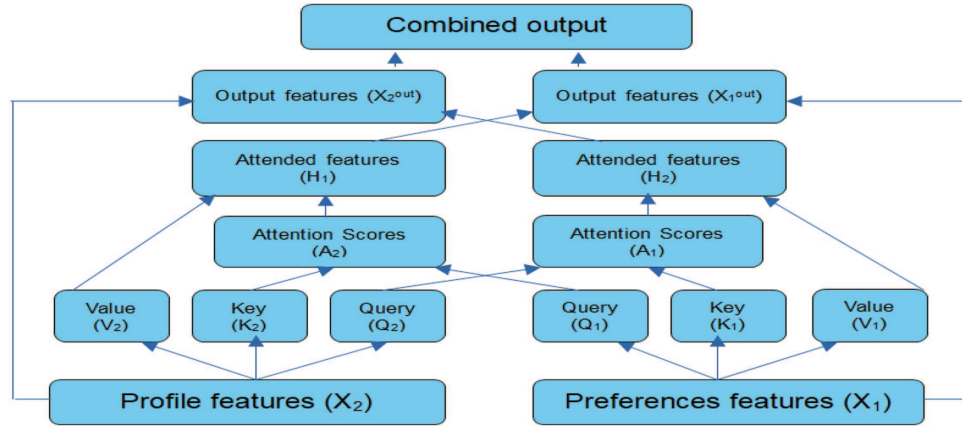 Combined output
Output features (X₂ᵒᵘᵗ)
Output features (X₁ᵒᵘᵗ)
Attended features
(H₁)
Attended features
(H₂)
Attention Scores
(A₂)
Attention Scores
(A₁)
Value
(V₂)
Key
(K₂)
Query
(Q₂)
Query
(Q₁)
Key
(K₁)
Value
(V₁)
Profile features (X₂)
Preferences features (X₁)